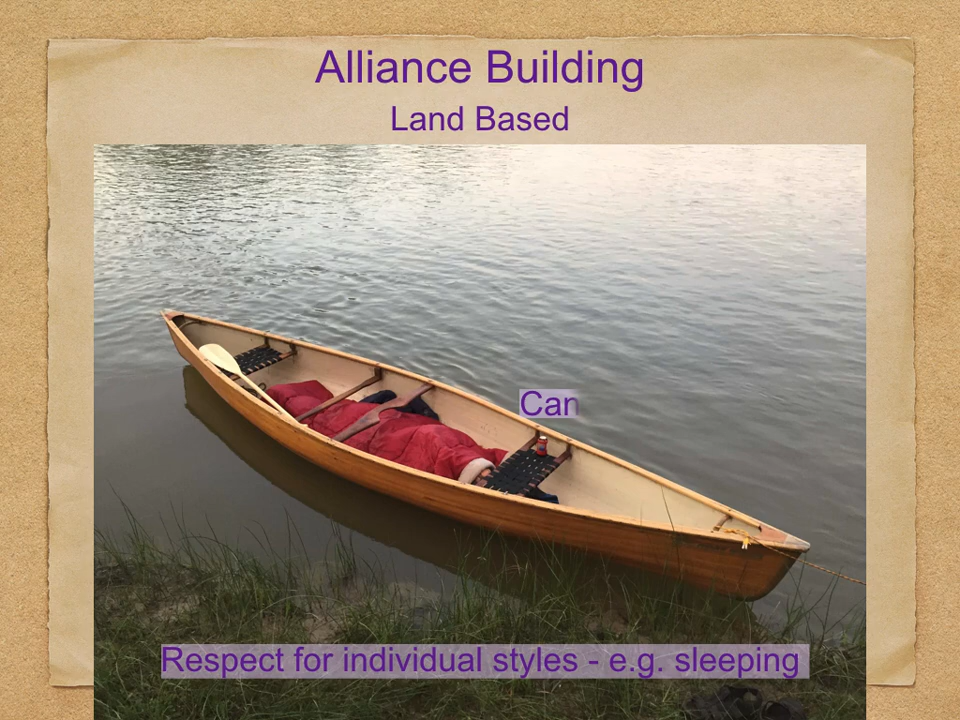 Alliance Building
Land Based
Can
Respect for individual styles - e.g. sleeping